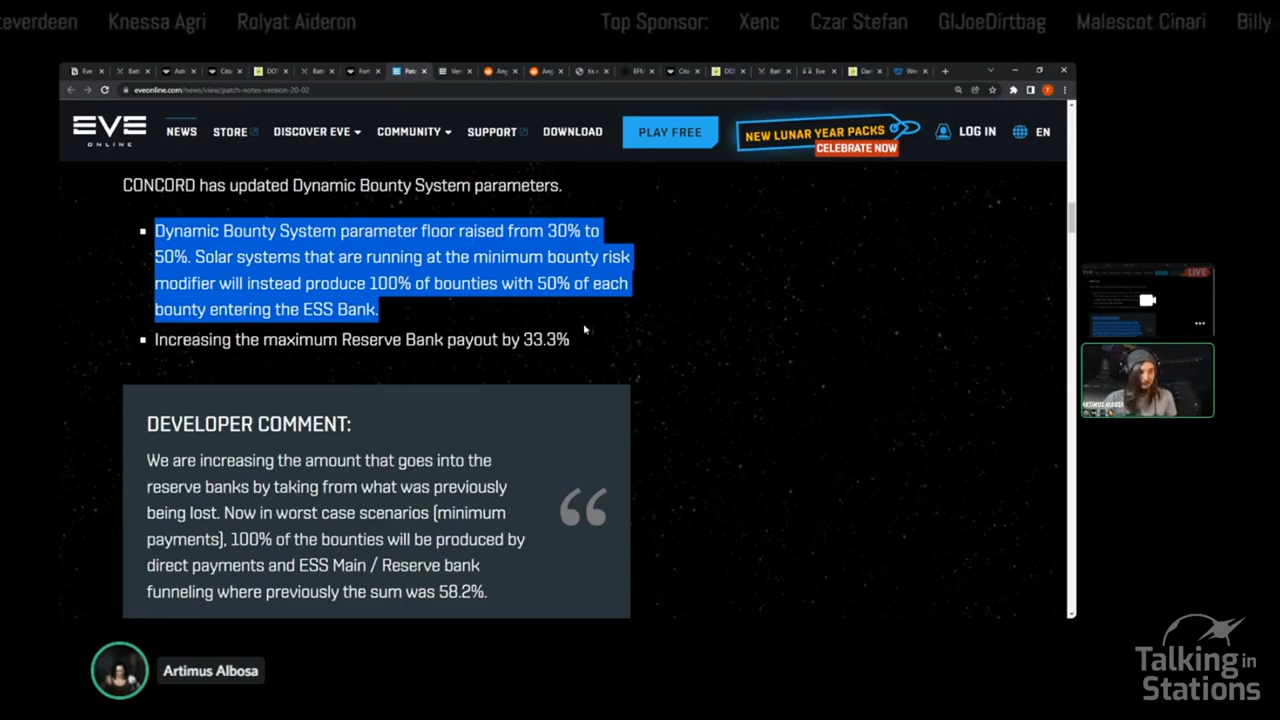 teverdeen Knessa Agri Rolyat Aideron Top Sponsor: Xenc Czar Stefan GIJoeDirtbag Malescot Cinari Billy
eveonline.com/news/view/patch-notes-version-20-02
EVE ONLINE NEWS STORE DISCOVER EVE COMMUNITY SUPPORT DOWNLOAD PLAY FREE NEW LUNAR YEAR PACKS CELEBRATE NOW LOG IN EN
CONCORD has updated Dynamic Bounty System parameters.
Dynamic Bounty System parameter floor raised from 30% to
50%. Solar systems that are running at the minimum bounty risk
modifier will instead produce 100% of bounties with 50% of each
bounty entering the ESS Bank.
Increasing the maximum Reserve Bank payout by 33.3%
LIVE
DEVELOPER COMMENT:
We are increasing the amount that goes into the
reserve banks by taking from what was previously
being lost. Now in worst case scenarios (minimum
payments), 100% of the bounties will be produced by
direct payments and ESS Main / Reserve bank
funneling where previously the sum was 58.2%.
ARTIMUS ALBOSA
Artimus Albosa
Talking in
Stations